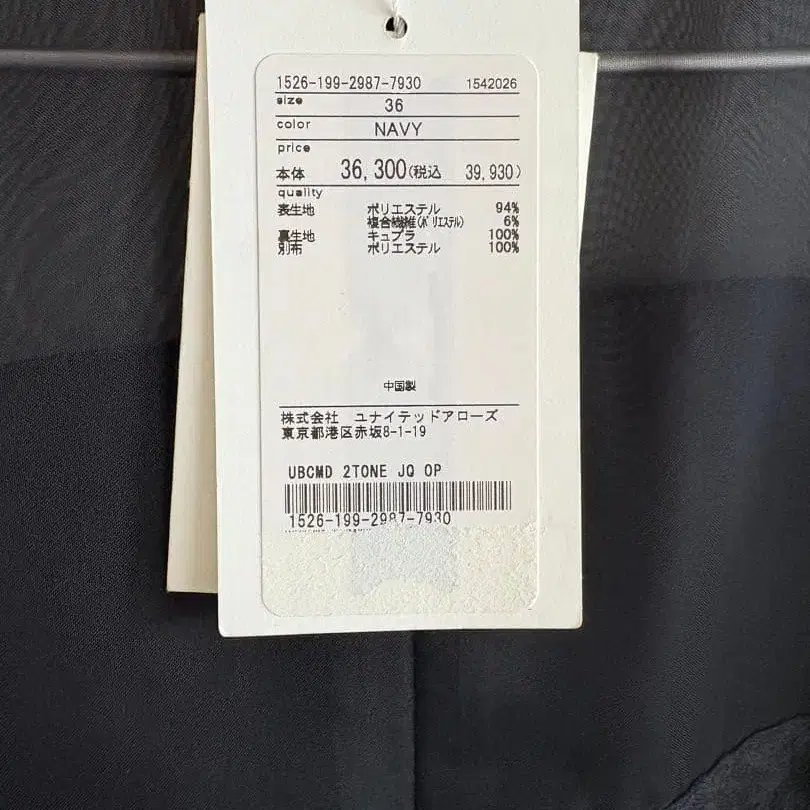 1526-199-2987-7930 1542026
size 36
color NAVY
price
本体 36,300(税込 39,930)
quality
表生地 ポリエステル 94%
複合繊維(ポリエステル) 6%
裏生地 キュプラ 100%
別布 ポリエステル 100%
中国製
株式会社 ユナイテッドアローズ
東京都港区赤坂8-1-19
UBCMD 2TONE JQ OP
1526-199-2987-7930